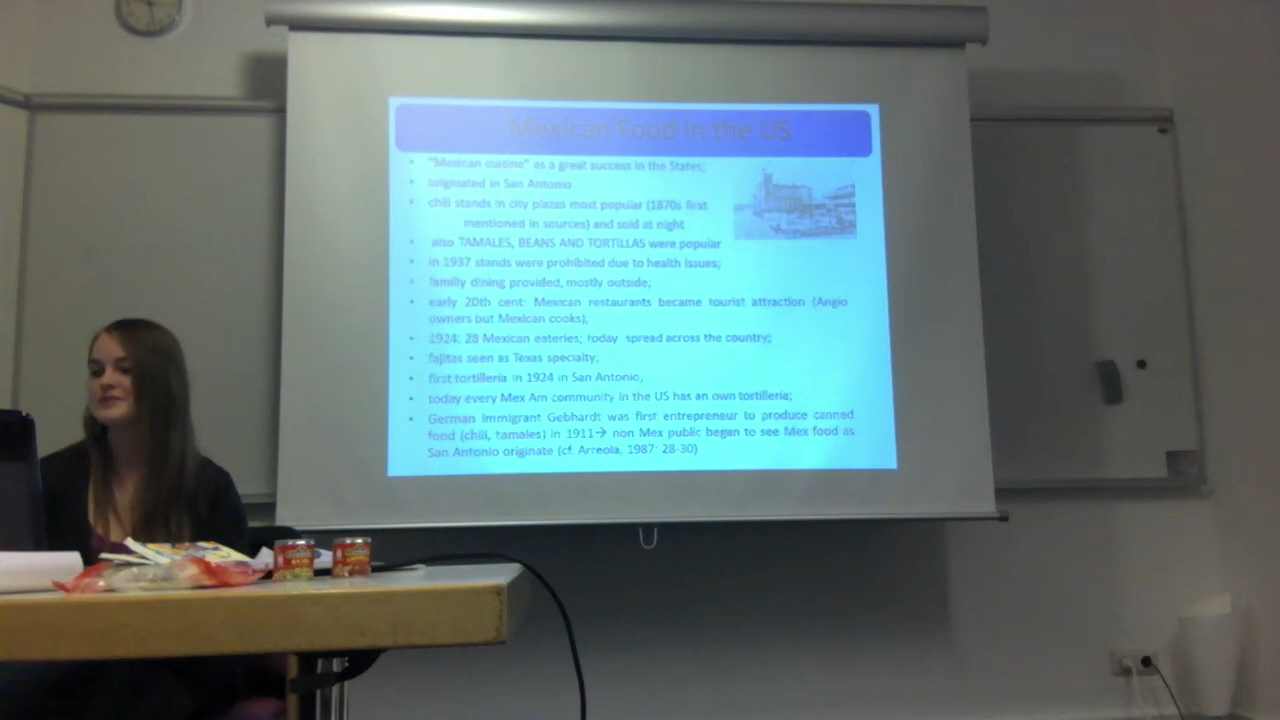 Mexican Food in the US
• "Mexican cuisine" as a great success in the States;
• originated in San Antonio
• chili stands in city plazas most popular (1870s first
mentioned in sources) and sold at night
• also TAMALES, BEANS AND TORTILLAS were popular
• in 1937 stands were prohibited due to health issues;
• familiy dining provided, mostly outside;
• early 20th cent: Mexican restaurants became tourist attraction (Anglo
owners but Mexican cooks),
• 1924: 28 Mexican eateries; today spread across the country;
• fajitas seen as Texas specialty;
• first tortilleria in 1924 in San Antonio,
• today every Mex Am community in the US has an own tortilleria;
• German Immigrant Gebhardt was first entrepreneur to produce canned
food (chili, tamales) in 1911→ non Mex public began to see Mex food as
San Antonio originate (cf. Arreola, 1987: 28-30)